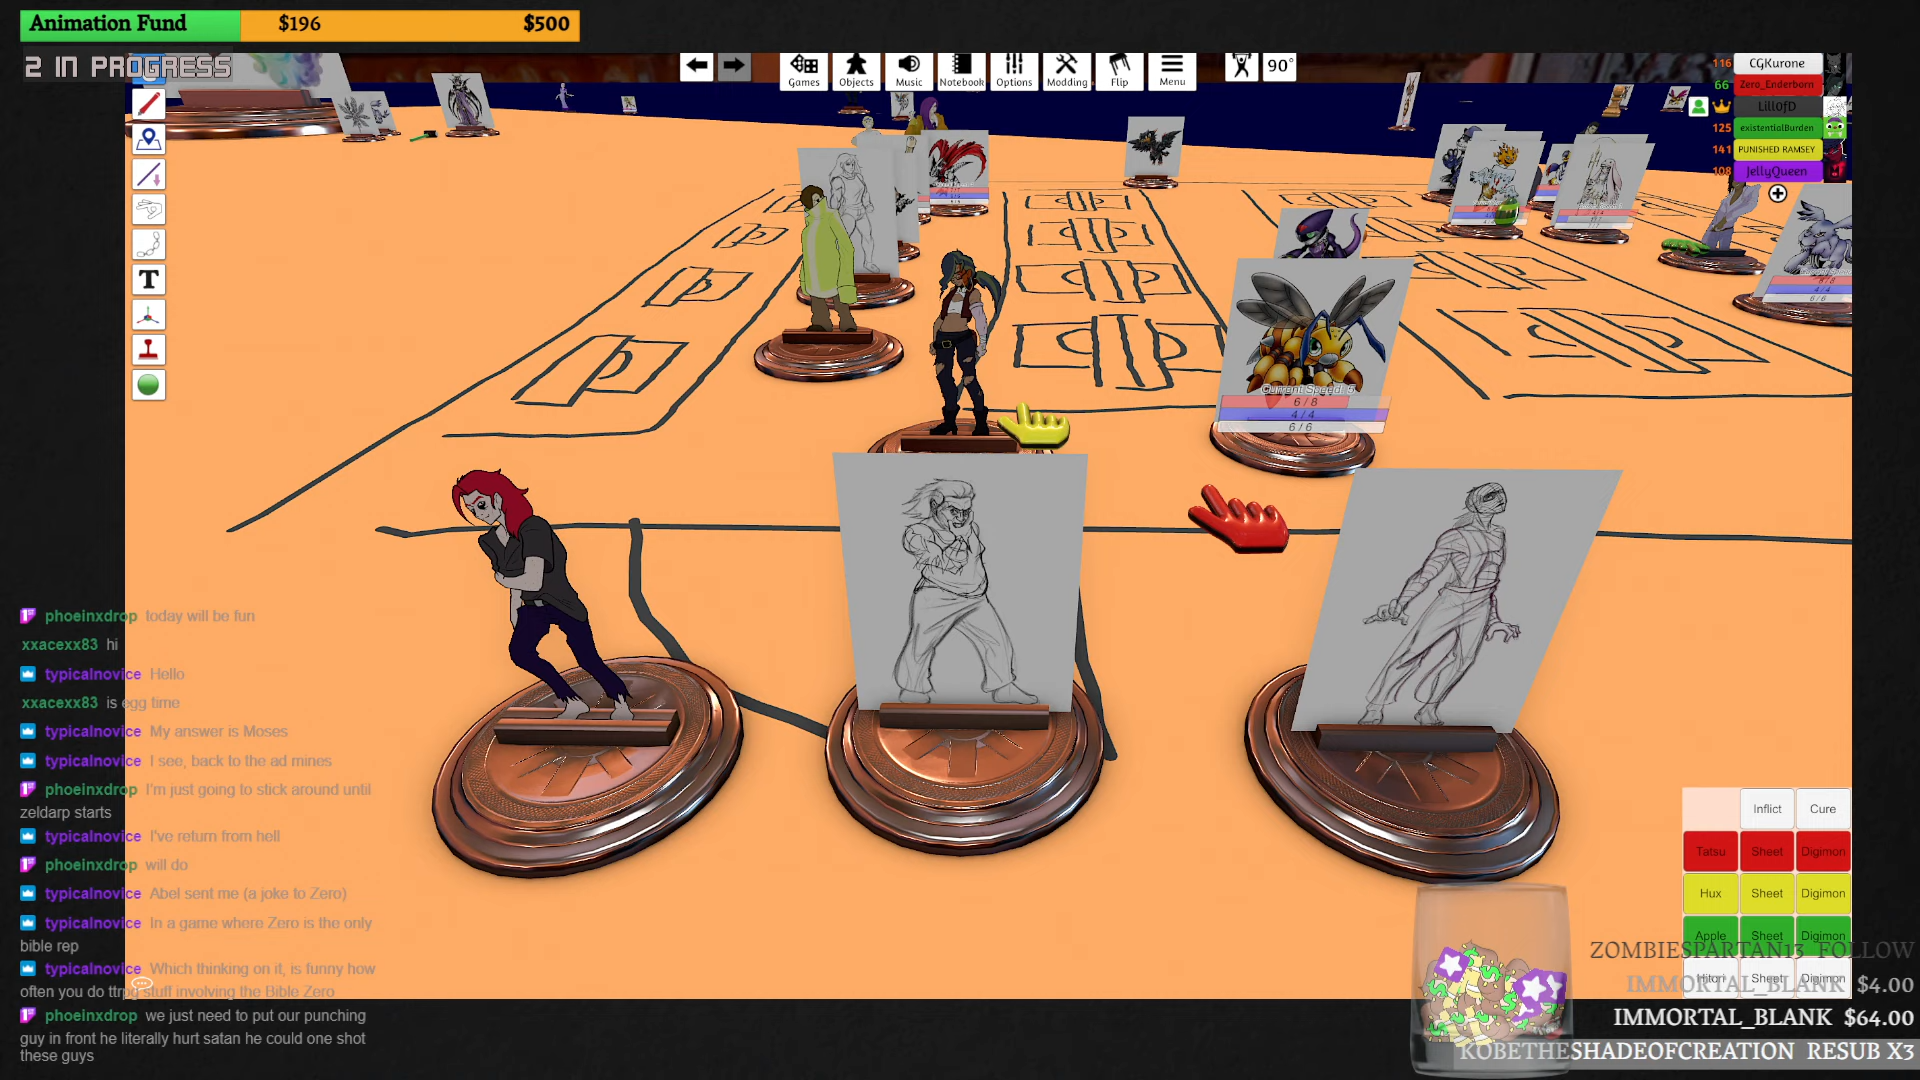 Animation Fund $196 $500
2 IN PROGRESS
Games Objects Music Notebook Options Modding Flip Menu 90°
116 CGKurone
66 Zero_Enderborn
LillOfD
125 existentialBurden
141 PUNISHED RAMSEY
108 JellyQueen
T
Current Speed: 5
6 / 8
4 / 4
6 / 6
phoeinxdrop today will be fun
xxacexx83 hi
typicalnovice Hello
xxacexx83 is egg time
typicalnovice My answer is Moses
typicalnovice I see, back to the ad mines
phoeinxdrop I'm just going to stick around until
zeldarp starts
typicalnovice I've return from hell
phoeinxdrop will do
typicalnovice Abel sent me (a joke to Zero)
typicalnovice In a game where Zero is the only
bible rep
typicalnovice Which thinking on it, is funny how
often you do ttrpg stuff involving the Bible Zero
phoeinxdrop we just need to put our punching
guy in front he literally hurt satan he could one shot
these guys
Inflict Cure
Tatsu Sheet Digimon
Hux Sheet Digimon
Apple Sheet Digimon
Hitori Sheet Digimon
ZOMBIESPARTAN13 FOLLOW
IMMORTAL_BLANK $4.00
IMMORTAL_BLANK $64.00
KOBETHESHADEOFCREATION RESUB X3